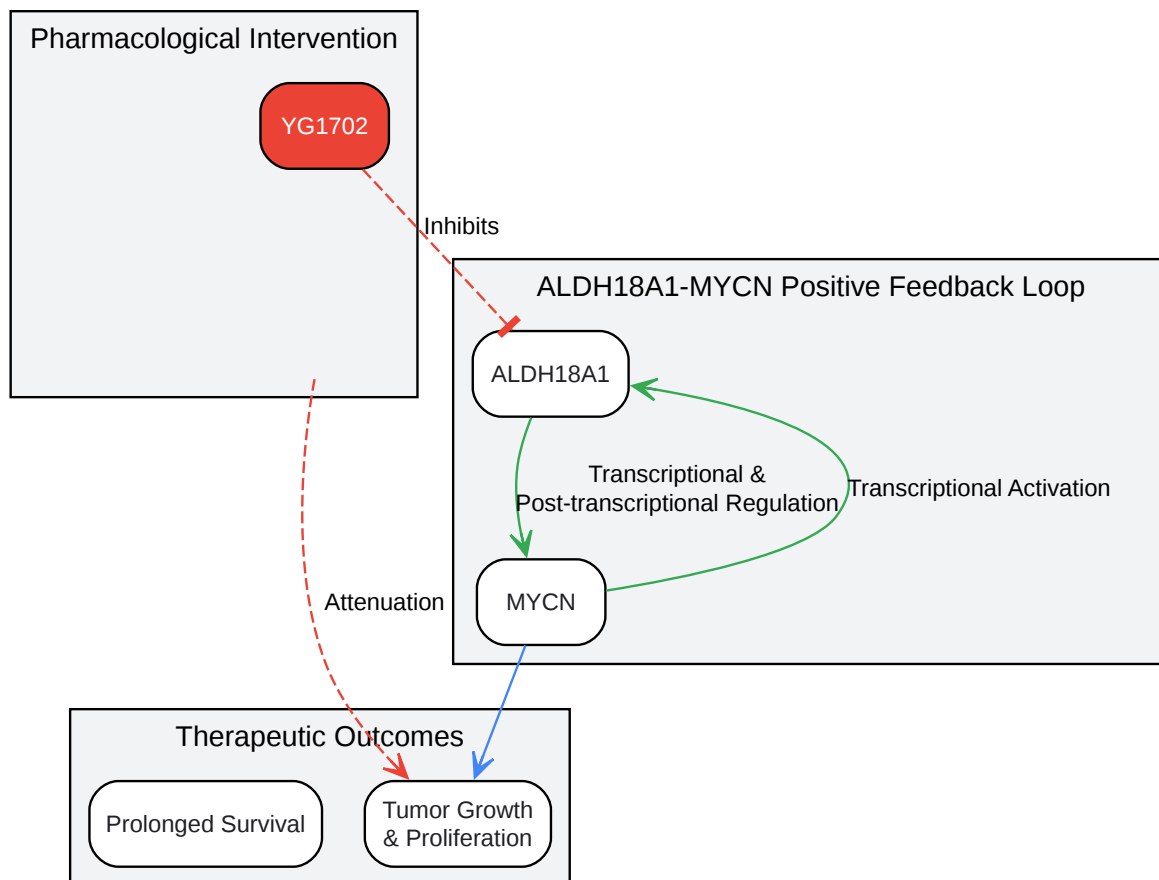 Pharmacological Intervention
YG1702
Inhibits
ALDH18A1-MYCN Positive Feedback Loop
ALDH18A1
Transcriptional &
Post-transcriptional Regulation
Transcriptional Activation
MYCN
Attenuation
Therapeutic Outcomes
Prolonged Survival
Tumor Growth
& Proliferation